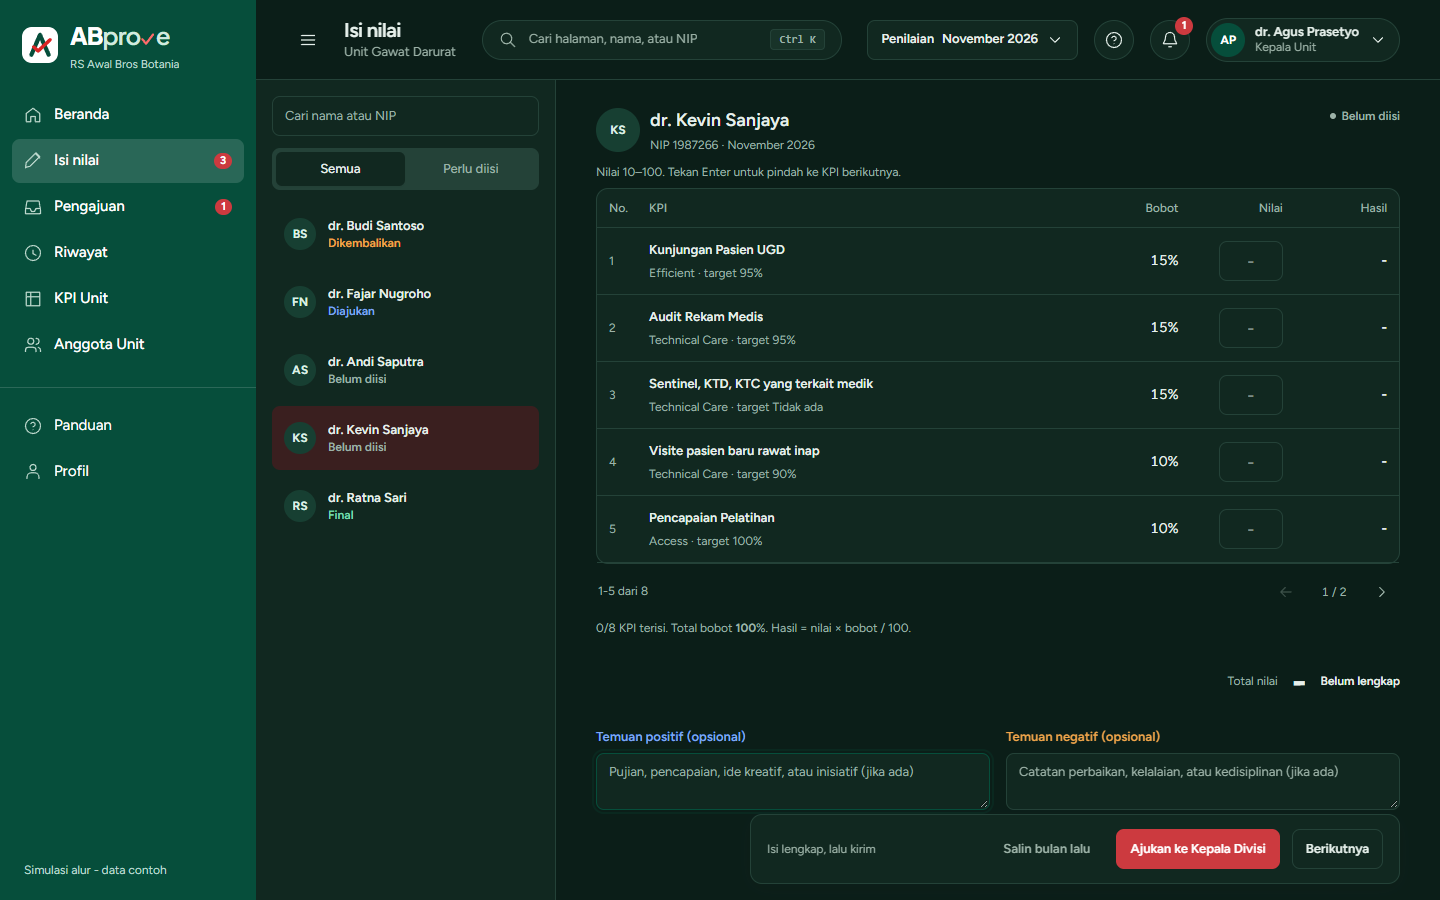 ABprove
RS Awal Bros Botania
Beranda
Isi nilai 3
Pengajuan 1
Riwayat
KPI Unit
Anggota Unit
Panduan
Profil
Simulasi alur - data contoh
Isi nilai
Unit Gawat Darurat
Cari halaman, nama, atau NIP Ctrl K
Penilaian November 2026
1
AP
dr. Agus Prasetyo
Kepala Unit
Cari nama atau NIP
Semua Perlu diisi
BS
dr. Budi Santoso
Dikembalikan
FN
dr. Fajar Nugroho
Diajukan
AS
dr. Andi Saputra
Belum diisi
KS
dr. Kevin Sanjaya
Belum diisi
RS
dr. Ratna Sari
Final
KS
dr. Kevin Sanjaya
NIP 1987266 · November 2026
Belum diisi
Nilai 10–100. Tekan Enter untuk pindah ke KPI berikutnya.
No. KPI Bobot Nilai Hasil
1 Kunjungan Pasien UGD 15% – -
Efficient · target 95%
2 Audit Rekam Medis 15% – -
Technical Care · target 95%
3 Sentinel, KTD, KTC yang terkait medik 15% – -
Technical Care · target Tidak ada
4 Visite pasien baru rawat inap 10% – -
Technical Care · target 90%
5 Pencapaian Pelatihan 10% – -
Access · target 100%
1-5 dari 8 1 / 2
0/8 KPI terisi. Total bobot 100%. Hasil = nilai × bobot / 100.
Total nilai – Belum lengkap
Temuan positif (opsional)
Pujian, pencapaian, ide kreatif, atau inisiatif (jika ada)
Temuan negatif (opsional)
Catatan perbaikan, kelalaian, atau kedisiplinan (jika ada)
Isi lengkap, lalu kirim Salin bulan lalu Ajukan ke Kepala Divisi Berikutnya